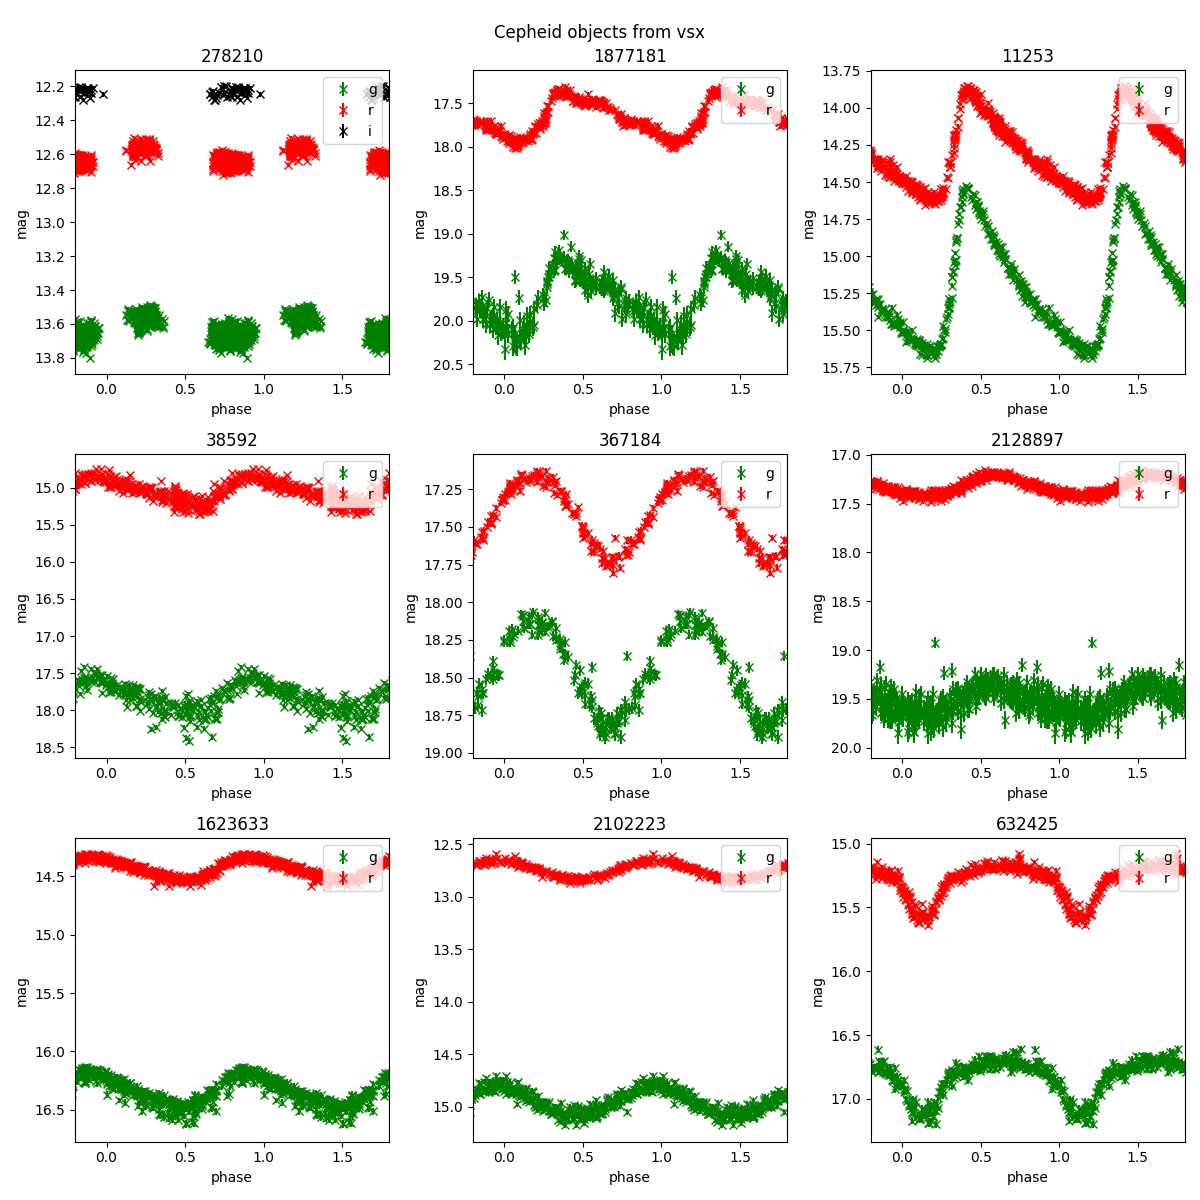 Cepheid objects from vsx
278210
12.2
12.4
12.6
12.8
13.0
13.2
13.4
13.6
13.8
mag
0.0 0.5 1.0 1.5
phase
g
r
i
1877181
17.5
18.0
18.5
19.0
19.5
20.0
20.5
mag
0.0 0.5 1.0 1.5
phase
g
r
11253
13.75
14.00
14.25
14.50
14.75
15.00
15.25
15.50
15.75
mag
0.0 0.5 1.0 1.5
phase
g
r
38592
15.0
15.5
16.0
16.5
17.0
17.5
18.0
18.5
mag
0.0 0.5 1.0 1.5
phase
g
r
367184
17.25
17.50
17.75
18.00
18.25
18.50
18.75
19.00
mag
0.0 0.5 1.0 1.5
phase
g
r
2128897
17.0
17.5
18.0
18.5
19.0
19.5
20.0
mag
0.0 0.5 1.0 1.5
phase
g
r
1623633
14.5
15.0
15.5
16.0
16.5
mag
0.0 0.5 1.0 1.5
phase
g
r
2102223
12.5
13.0
13.5
14.0
14.5
15.0
mag
0.0 0.5 1.0 1.5
phase
g
r
632425
15.0
15.5
16.0
16.5
17.0
mag
0.0 0.5 1.0 1.5
phase
g
r